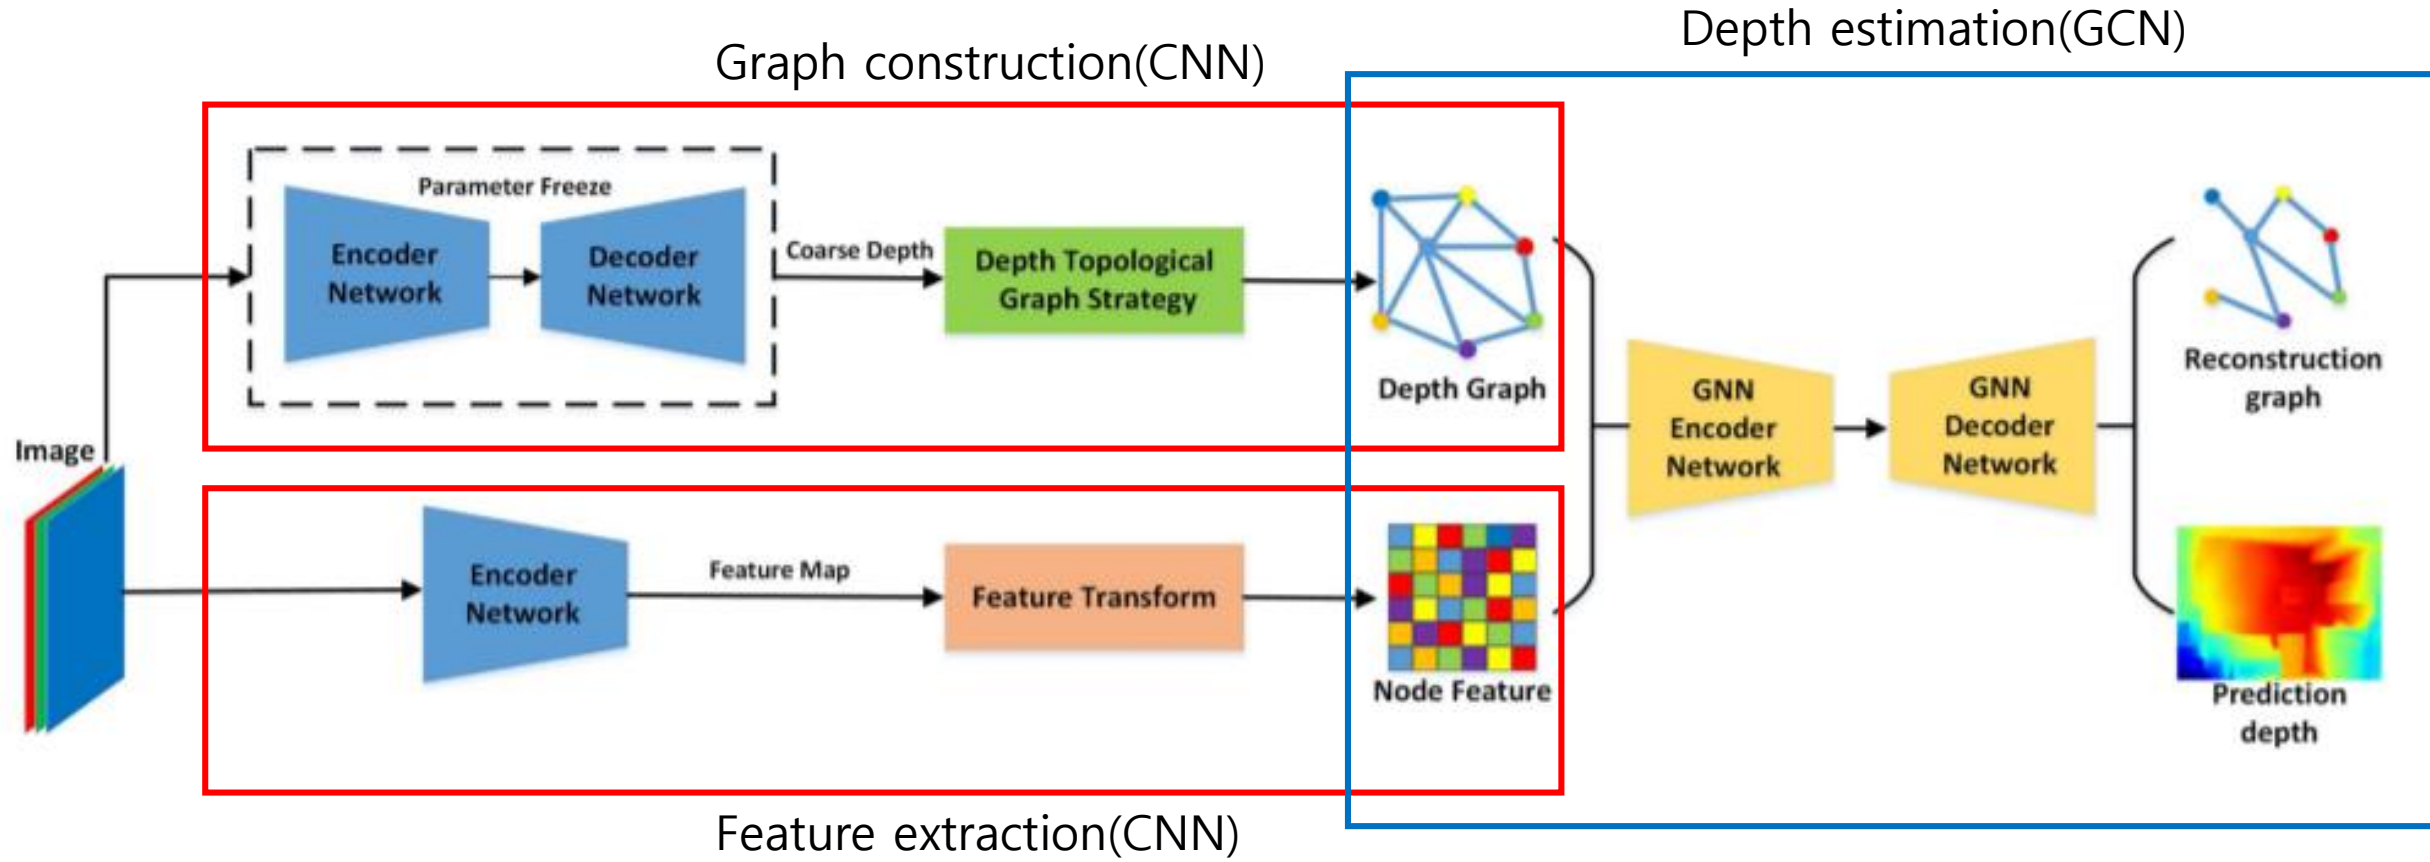 Depth estimation(GCN)
Graph construction(CNN)
Parameter Freeze
Encoder
Network
Decoder
Network
Coarse Depth
Depth Topological
Graph Strategy
Depth Graph
Image
Encoder
Network
Feature Map
Feature Transform
Node Feature
GNN
Encoder
Network
GNN
Decoder
Network
Reconstruction
graph
Prediction
depth
Feature extraction(CNN)